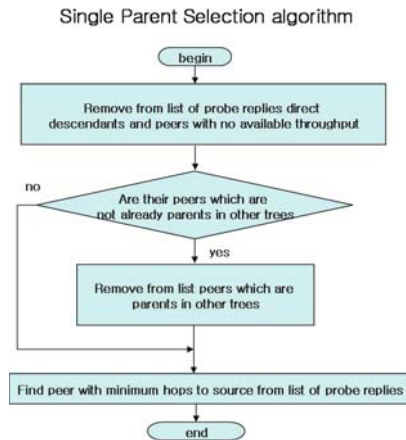 Single Parent Selection algorithm
begin
Remove from list of probe replies direct
descendants and peers with no available throughput
no
Are their peers which are
not already parents in other trees
yes
Remove from list peers which are
parents in other trees
Find peer with minimum hops to source from list of probe replies
end